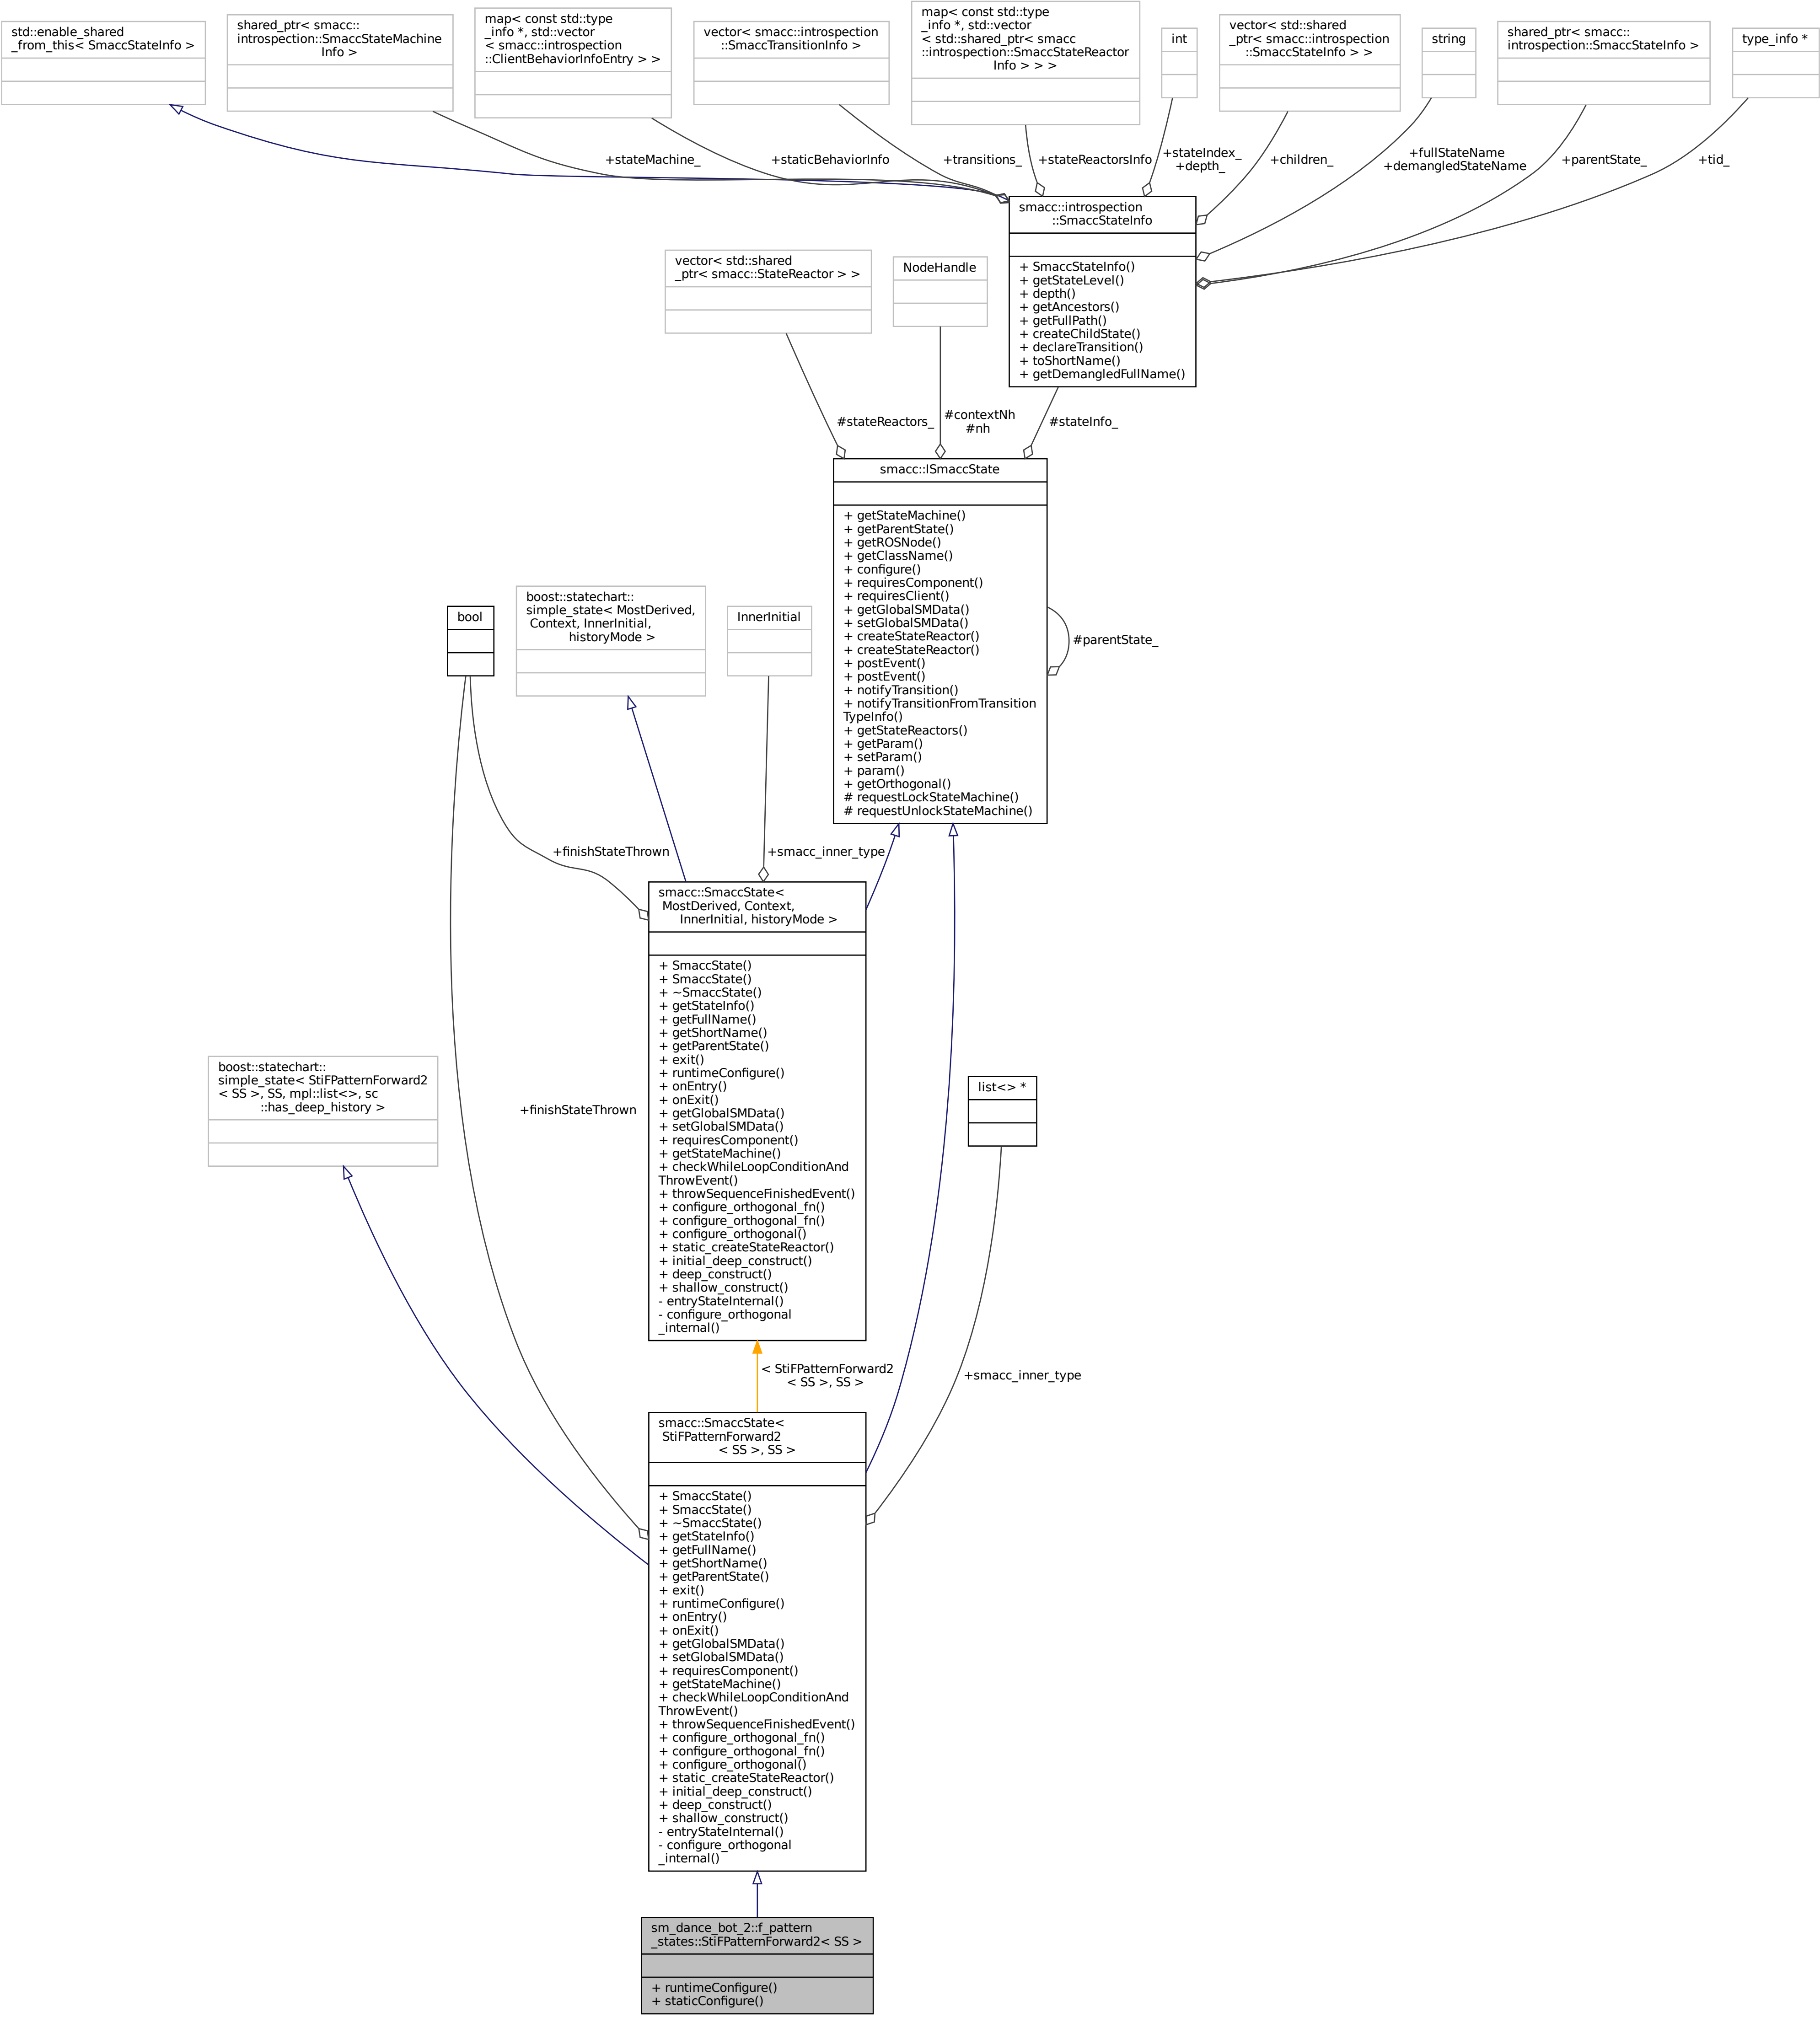 std::enable_shared
_from_this< SmaccStateInfo >
shared_ptr< smacc::
introspection::SmaccStateMachine
Info >
map< const std::type
_info *, std::vector
< smacc::introspection
::ClientBehaviorInfoEntry > >
vector< smacc::introspection
::SmaccTransitionInfo >
map< const std::type
_info *, std::vector
< std::shared_ptr< smacc
::introspection::SmaccStateReactor
Info > > >
int
vector< std::shared
_ptr< smacc::introspection
::SmaccStateInfo > >
string
shared_ptr< smacc::
introspection::SmaccStateInfo >
type_info *
+stateMachine_
+staticBehaviorInfo
+transitions_
+stateReactorsInfo
+stateIndex_
+depth_
+children_
+fullStateName
+demangledStateName
+parentState_
+tid_
smacc::introspection
::SmaccStateInfo
+ SmaccStateInfo()
+ getStateLevel()
+ depth()
+ getAncestors()
+ getFullPath()
+ createChildState()
+ declareTransition()
+ toShortName()
+ getDemangledFullName()
vector< std::shared
_ptr< smacc::StateReactor > >
NodeHandle
#stateReactors_
#contextNh
#nh
#stateInfo_
smacc::ISmaccState
+ getStateMachine()
+ getParentState()
+ getROSNode()
+ getClassName()
+ configure()
+ requiresComponent()
+ requiresClient()
+ getGlobalSMData()
+ setGlobalSMData()
+ createStateReactor()
+ createStateReactor()
+ postEvent()
+ postEvent()
+ notifyTransition()
+ notifyTransitionFromTransition
TypeInfo()
+ getStateReactors()
+ getParam()
+ setParam()
+ param()
+ getOrthogonal()
# requestLockStateMachine()
# requestUnlockStateMachine()
#parentState_
bool
boost::statechart::
simple_state< MostDerived,
Context, InnerInitial,
historyMode >
InnerInitial
+finishStateThrown
+smacc_inner_type
smacc::SmaccState<
MostDerived, Context,
InnerInitial, historyMode >
+ SmaccState()
+ SmaccState()
+ ~SmaccState()
+ getStateInfo()
+ getFullName()
+ getShortName()
+ getParentState()
+ exit()
+ runtimeConfigure()
+ onEntry()
+ onExit()
+ getGlobalSMData()
+ setGlobalSMData()
+ requiresComponent()
+ getStateMachine()
+ checkWhileLoopConditionAnd
ThrowEvent()
+ throwSequenceFinishedEvent()
+ configure_orthogonal_fn()
+ configure_orthogonal_fn()
+ configure_orthogonal()
+ static_createStateReactor()
+ initial_deep_construct()
+ deep_construct()
+ shallow_construct()
- entryStateInternal()
- configure_orthogonal
_internal()
boost::statechart::
simple_state< StiFPatternForward2
< SS >, SS, mpl::list<>, sc
::has_deep_history >
+finishStateThrown
list<> *
< StiFPatternForward2
< SS >, SS >
+smacc_inner_type
smacc::SmaccState<
StiFPatternForward2
< SS >, SS >
+ SmaccState()
+ SmaccState()
+ ~SmaccState()
+ getStateInfo()
+ getFullName()
+ getShortName()
+ getParentState()
+ exit()
+ runtimeConfigure()
+ onEntry()
+ onExit()
+ getGlobalSMData()
+ setGlobalSMData()
+ requiresComponent()
+ getStateMachine()
+ checkWhileLoopConditionAnd
ThrowEvent()
+ throwSequenceFinishedEvent()
+ configure_orthogonal_fn()
+ configure_orthogonal_fn()
+ configure_orthogonal()
+ static_createStateReactor()
+ initial_deep_construct()
+ deep_construct()
+ shallow_construct()
- entryStateInternal()
- configure_orthogonal
_internal()
sm_dance_bot_2::f_pattern
_states::StiFPatternForward2< SS >
+ runtimeConfigure()
+ staticConfigure()